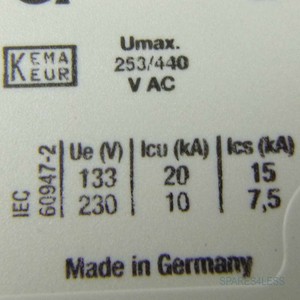 KEMA
EUR
Umax.
253/440
V AC
IEC
60947-2
Ue (V) Icu (kA) Ics (kA)
133 20 15
230 10 7,5
Made in Germany